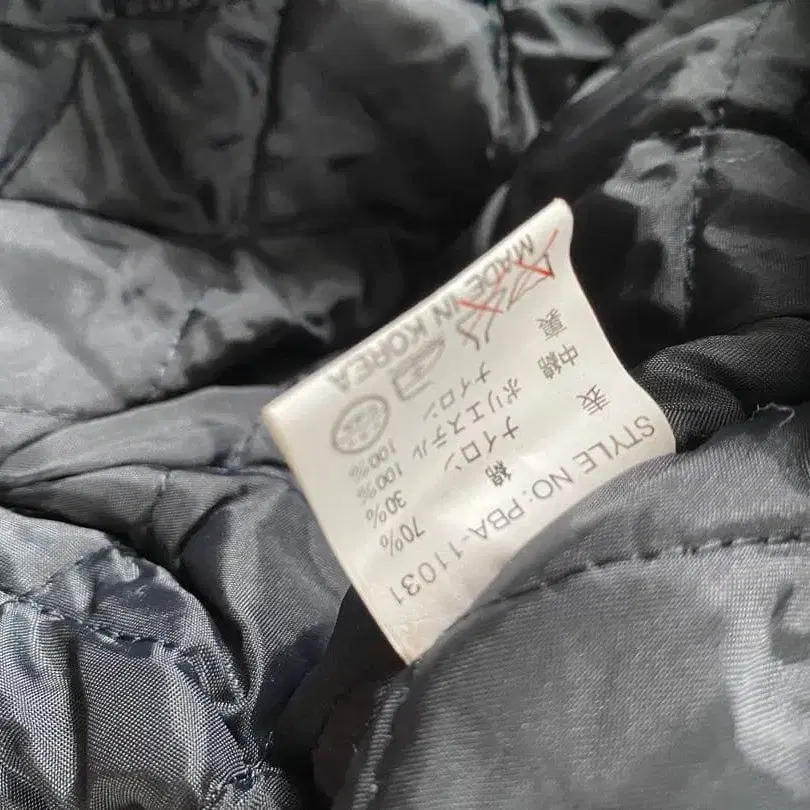 STYLE NO:PBA-11031
表 綿 70%
ナイロン 30%
中綿 ポリエステル 100%
裏 ナイロン 100%
MADE IN KOREA